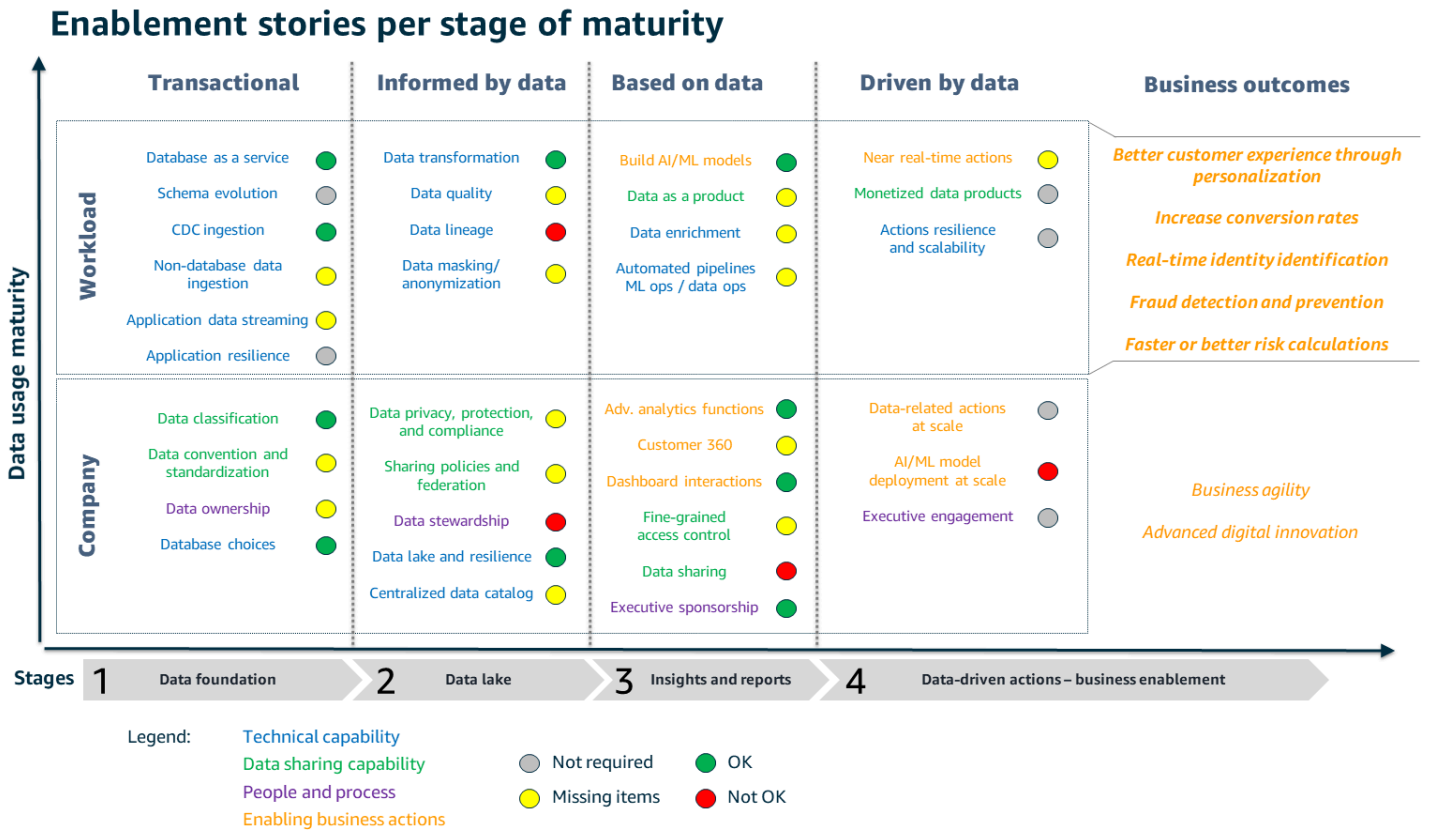 Enablement stories per stage of maturity
Data usage maturity
Transactional
Informed by data
Based on data
Driven by data
Business outcomes
Workload
Database as a service
Schema evolution
CDC ingestion
Non-database data
ingestion
Application data streaming
Application resilience
Data transformation
Data quality
Data lineage
Data masking/
anonymization
Build AI/ML models
Data as a product
Data enrichment
Automated pipelines
ML ops / data ops
Near real-time actions
Monetized data products
Actions resilience
and scalability
Better customer experience through
personalization
Increase conversion rates
Real-time identity identification
Fraud detection and prevention
Faster or better risk calculations
Company
Data classification
Data convention and
standardization
Data ownership
Database choices
Data privacy, protection,
and compliance
Sharing policies and
federation
Data stewardship
Data lake and resilience
Centralized data catalog
Adv. analytics functions
Customer 360
Dashboard interactions
Fine-grained
access control
Data sharing
Executive sponsorship
Data-related actions
at scale
AI/ML model
deployment at scale
Executive engagement
Business agility
Advanced digital innovation
Stages
1 Data foundation
2 Data lake
3 Insights and reports
4 Data-driven actions – business enablement
Legend:
Technical capability
Data sharing capability
People and process
Enabling business actions
Not required
OK
Missing items
Not OK